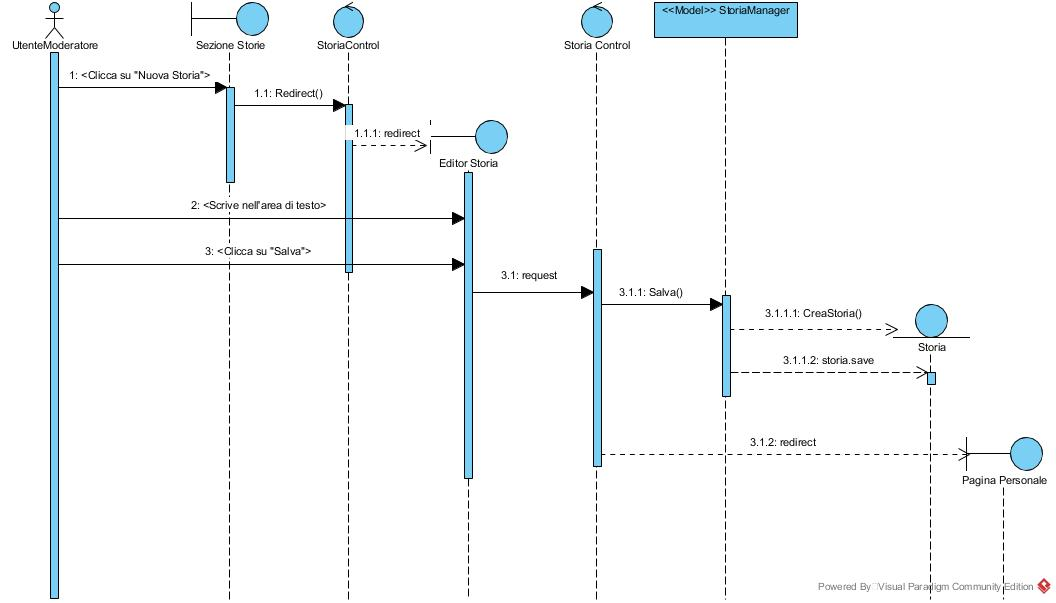 <<Model>> StoriaManager
UtenteModeratore
Sezione Storie
StoriaControl
Storia Control
1: <Clicca su "Nuova Storia">
1.1: Redirect()
1.1.1: redirect
Editor Storia
2: <Scrive nell'area di testo>
3: <Clicca su "Salva">
3.1: request
3.1.1: Salva()
3.1.1.1: CreaStoria()
Storia
3.1.1.2: storia.save
3.1.2: redirect
Pagina Personale
Powered By Visual Paradigm Community Edition